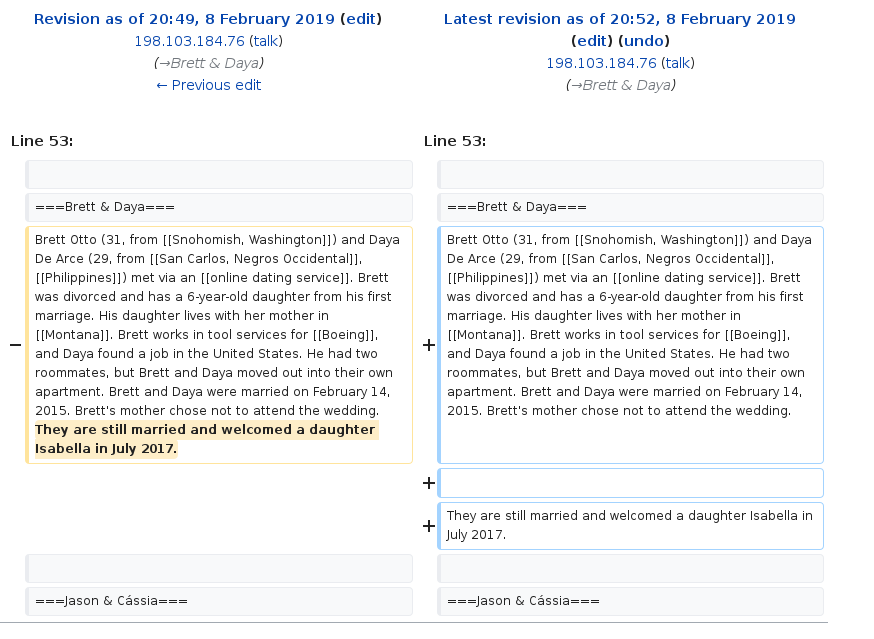 Revision as of 20:49, 8 February 2019 (edit)
198.103.184.76 (talk)
(→Brett & Daya)
← Previous edit
Latest revision as of 20:52, 8 February 2019
(edit) (undo)
198.103.184.76 (talk)
(→Brett & Daya)
Line 53:
Line 53:
===Brett & Daya===
===Brett & Daya===
−
Brett Otto (31, from [[Snohomish, Washington]]) and Daya
De Arce (29, from [[San Carlos, Negros Occidental]],
[[Philippines]]) met via an [[online dating service]]. Brett
was divorced and has a 6-year-old daughter from his first
marriage. His daughter lives with her mother in
[[Montana]]. Brett works in tool services for [[Boeing]],
and Daya found a job in the United States. He had two
roommates, but Brett and Daya moved out into their own
apartment. Brett and Daya were married on February 14,
2015. Brett's mother chose not to attend the wedding.
They are still married and welcomed a daughter
Isabella in July 2017.
+
Brett Otto (31, from [[Snohomish, Washington]]) and Daya
De Arce (29, from [[San Carlos, Negros Occidental]],
[[Philippines]]) met via an [[online dating service]]. Brett
was divorced and has a 6-year-old daughter from his first
marriage. His daughter lives with her mother in
[[Montana]]. Brett works in tool services for [[Boeing]],
and Daya found a job in the United States. He had two
roommates, but Brett and Daya moved out into their own
apartment. Brett and Daya were married on February 14,
2015. Brett's mother chose not to attend the wedding.
+
+
They are still married and welcomed a daughter Isabella in
July 2017.
===Jason & Cássia===
===Jason & Cássia===